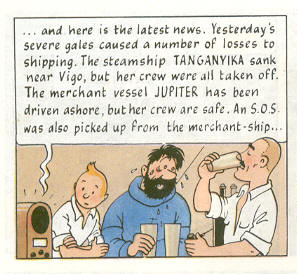 ... and here is the latest news. Yesterday's
severe gales caused a number of losses to
shipping. The steamship TANGANYIKA sank
near Vigo, but her crew were all taken off.
The merchant vessel JUPITER has been
driven ashore, but her crew are safe. An S.O.S.
was also picked up from the merchant-ship...